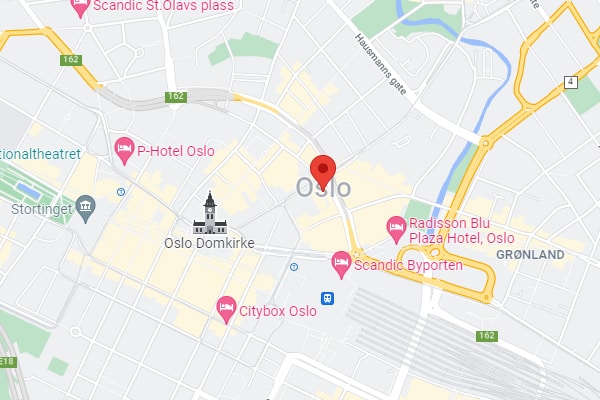 Scandic St.Olavs plass
Hausmanns gate
162
4
162
P-Hotel Oslo
ationaltheatret
Oslo
Stortinget
Radisson Blu
Plaza Hotel, Oslo
Oslo Domkirke
GRØNLAND
Scandic Byporten
Citybox Oslo
162
E18